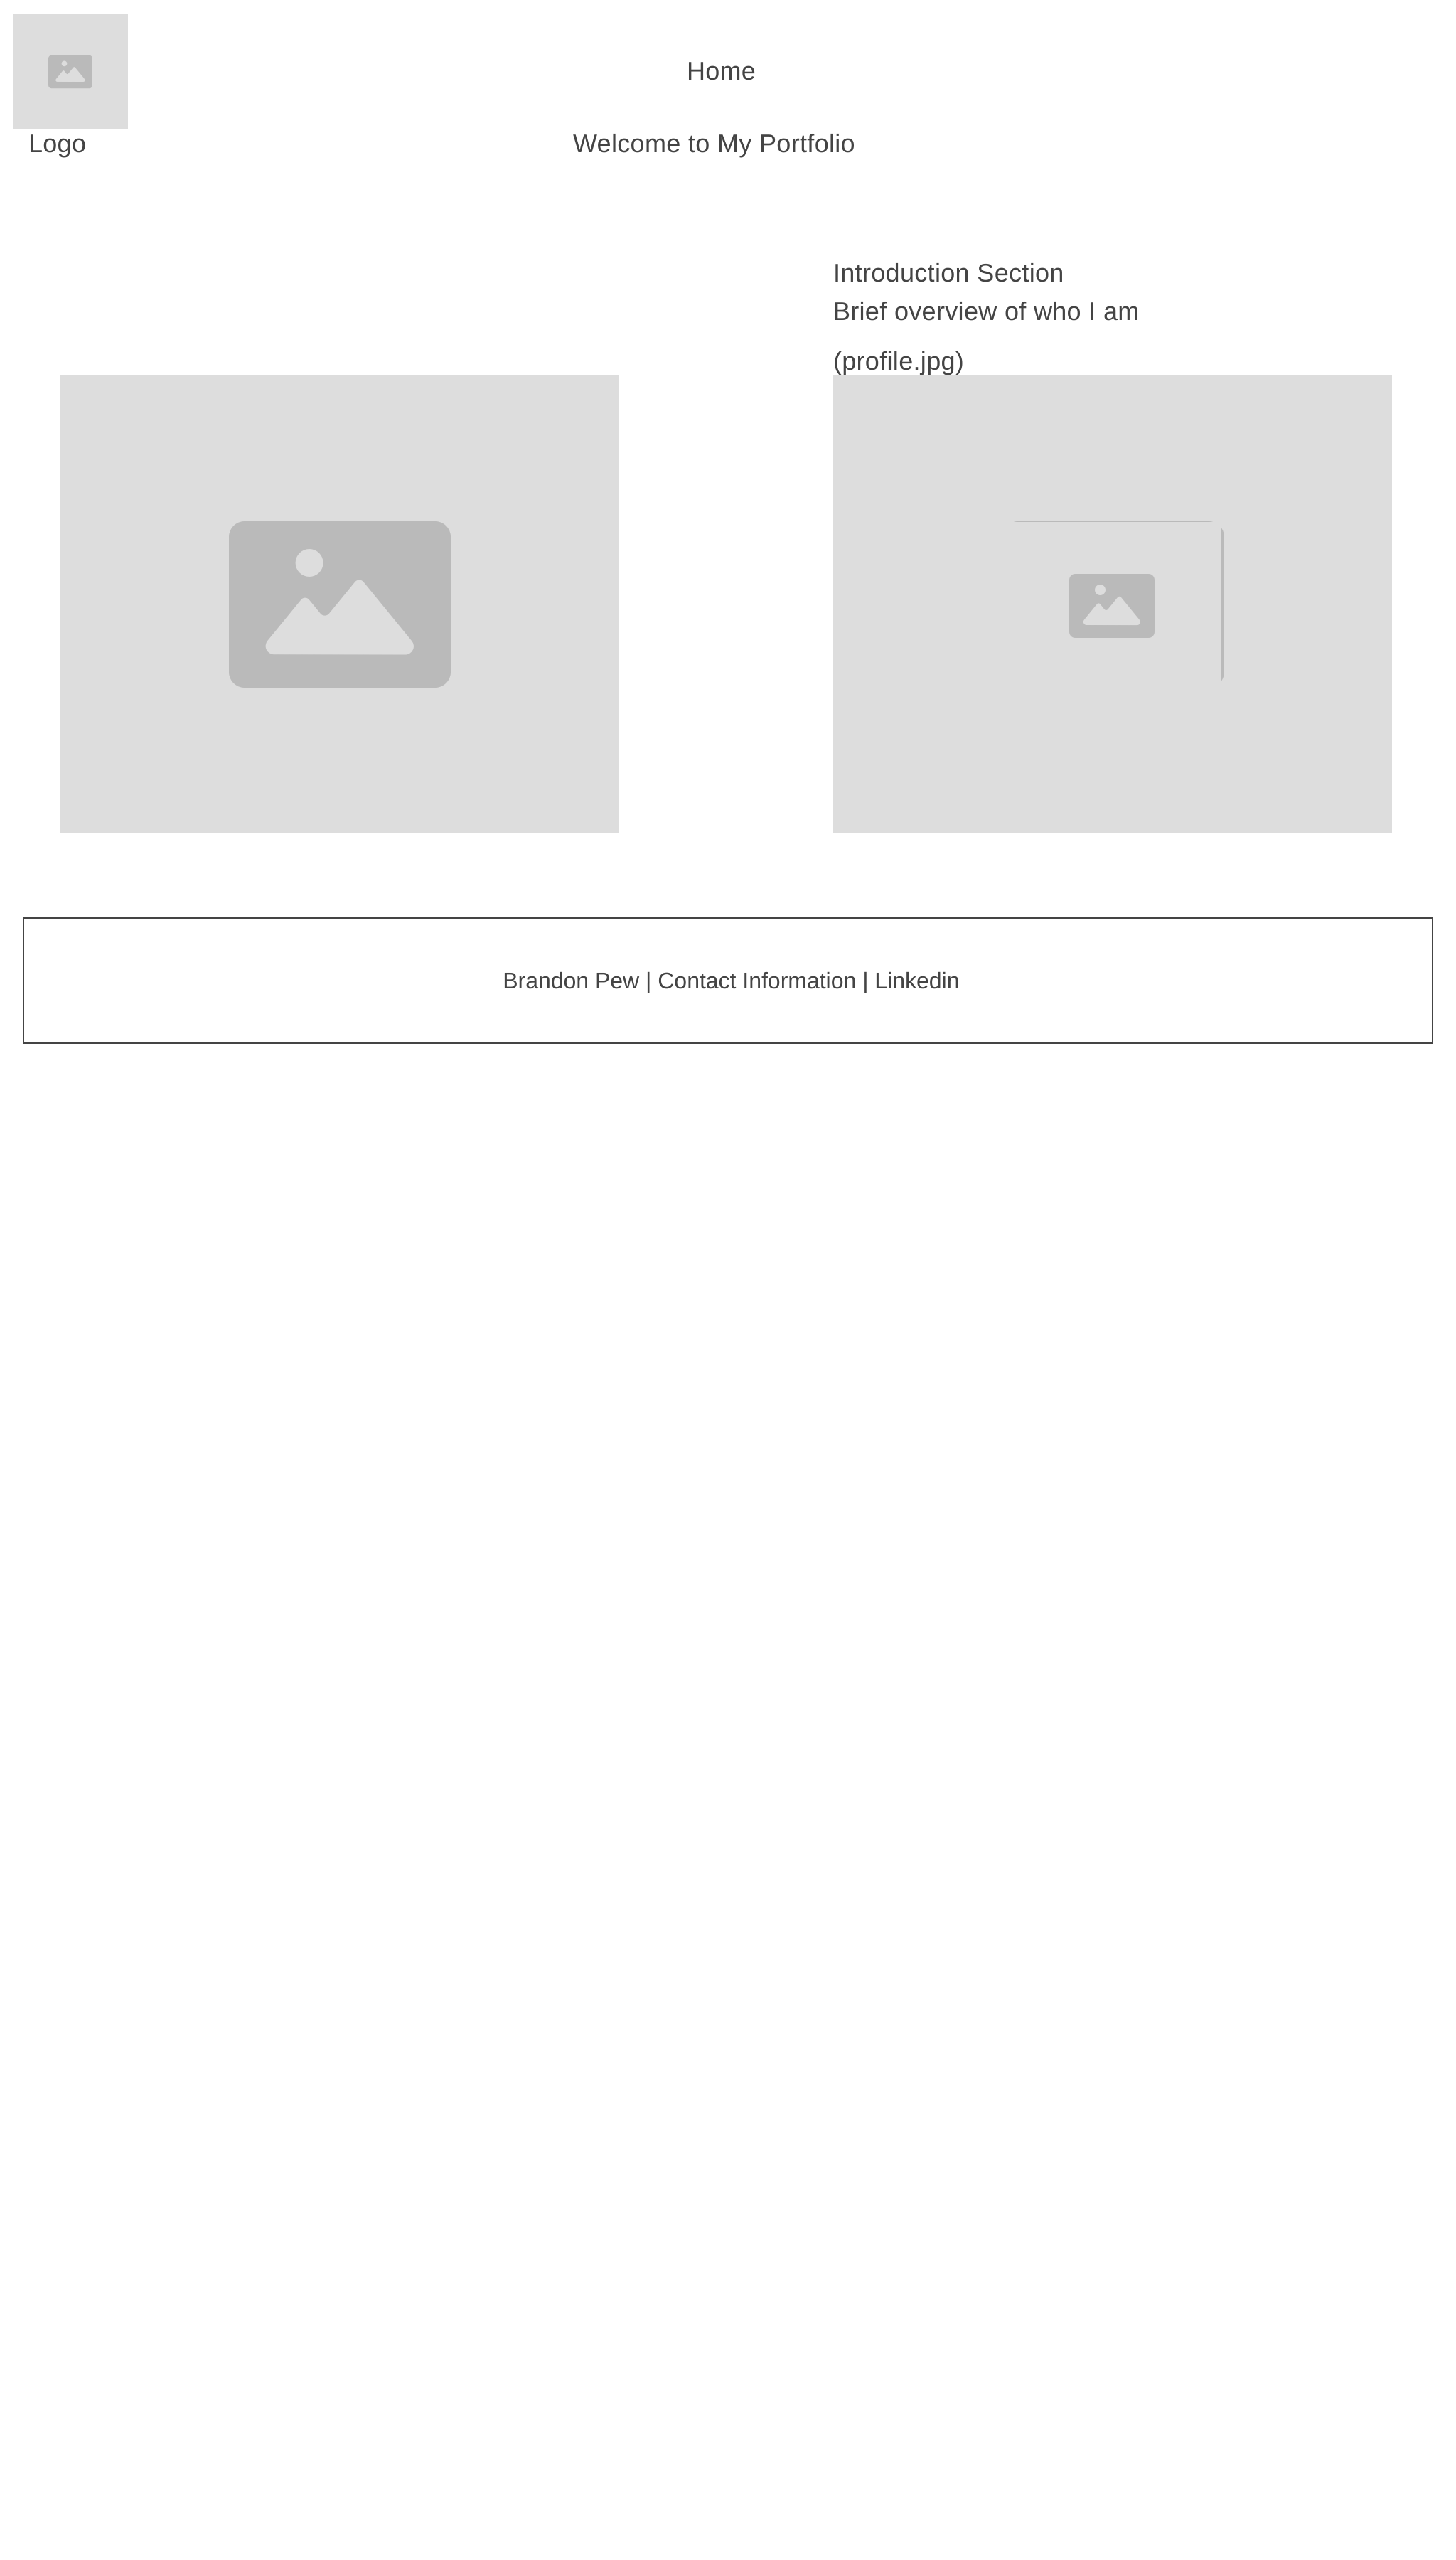 Home
Logo
Welcome to My Portfolio
Introduction Section
Brief overview of who I am
(profile.jpg)
Brandon Pew | Contact Information | Linkedin